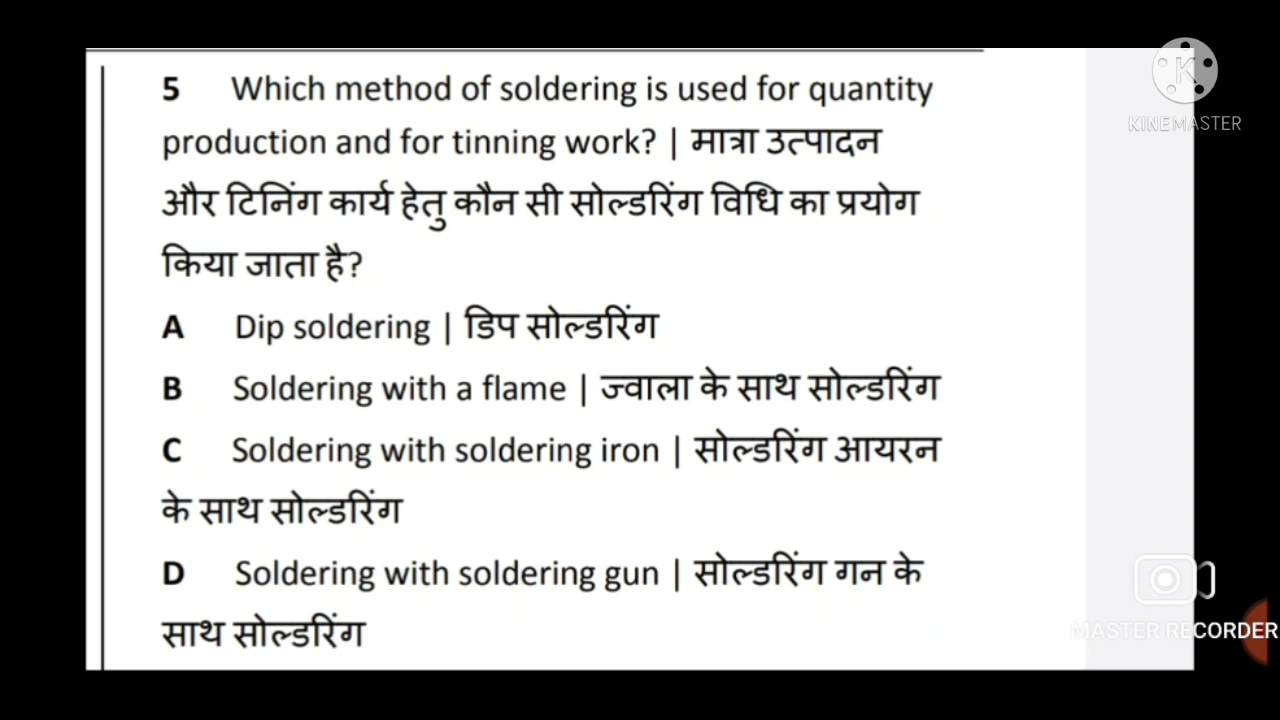 5 Which method of soldering is used for quantity
production and for tinning work? | मात्रा उत्पादन
और टिनिंग कार्य हेतु कौन सी सोल्डरिंग विधि का प्रयोग
किया जाता है?
A Dip soldering | डिप सोल्डरिंग
B Soldering with a flame | ज्वाला के साथ सोल्डरिंग
C Soldering with soldering iron | सोल्डरिंग आयरन
के साथ सोल्डरिंग
D Soldering with soldering gun | सोल्डरिंग गन के
साथ सोल्डरिंग
K
KINEMASTER
MASTER RECORDER